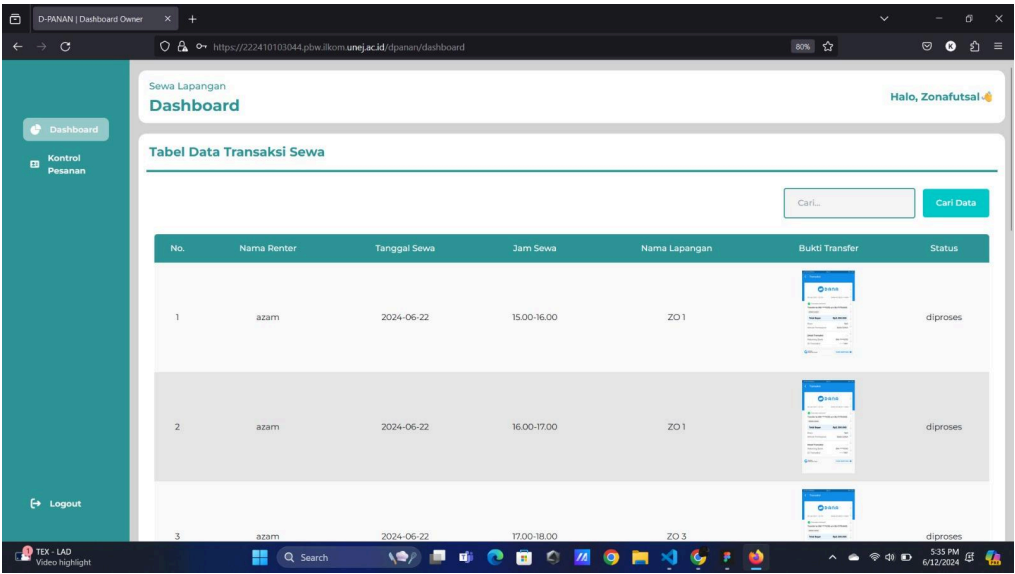 D-PANAN | Dashboard Owner
https://222410103044.pbw.ilkom.unej.ac.id/dpanan/dashboard
80%
K
Sewa Lapangan
Dashboard
Halo, Zonafutsal
Dashboard
Kontrol
Pesanan
Logout
Tabel Data Transaksi Sewa
Cari...
Cari Data
No. Nama Renter Tanggal Sewa Jam Sewa Nama Lapangan Bukti Transfer Status
DANA
1 azam 2024-06-22 15.00-16.00 ZO 1 diproses
DANA
2 azam 2024-06-22 16.00-17.00 ZO 1 diproses
DANA
3 azam 2024-06-22 17.00-18.00 ZO 3 diproses
1
TEX - LAD
Video highlight
Search
5:35 PM
6/12/2024